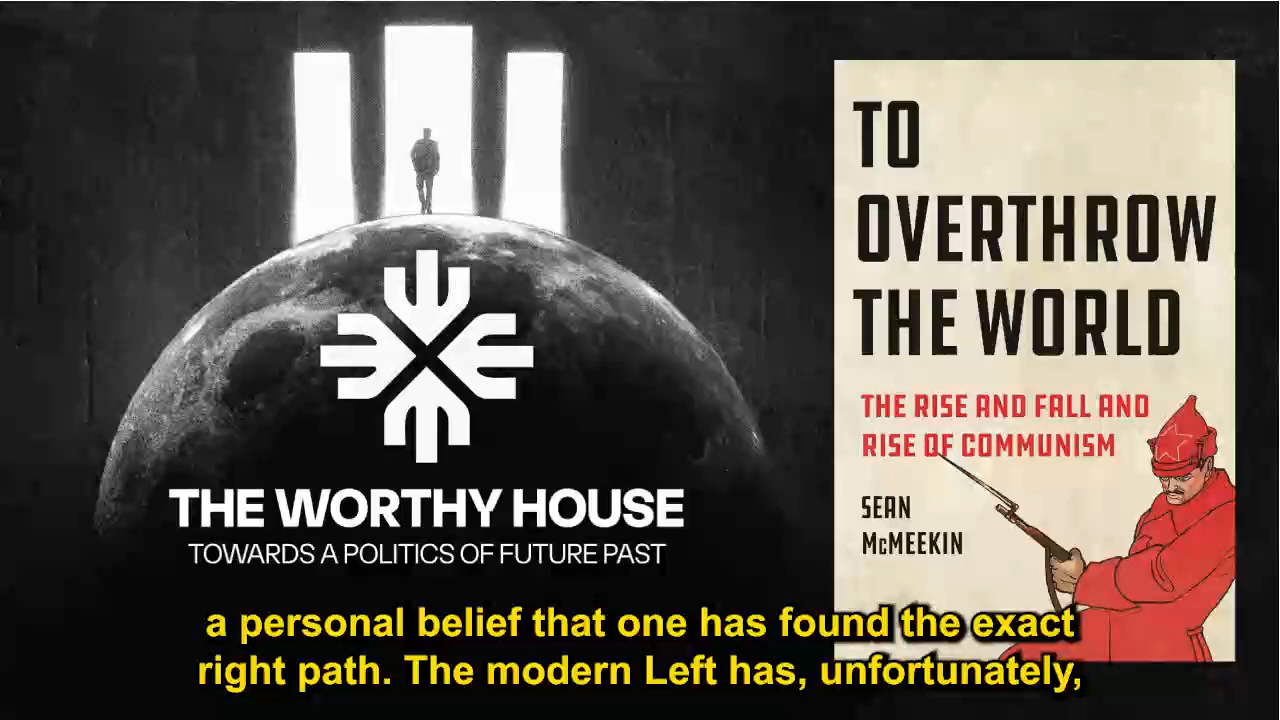 THE WORTHY HOUSE
TOWARDS A POLITICS OF FUTURE PAST
TO
OVERTHROW
THE WORLD
THE RISE AND FALL AND
RISE OF COMMUNISM
SEAN
McMEEKIN
a personal belief that one has found the exact
right path. The modern Left has, unfortunately,